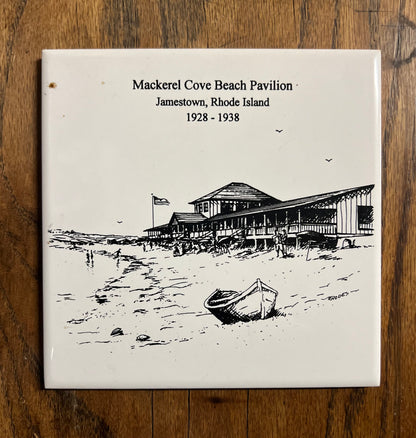 Mackerel Cove Beach Pavilion
Jamestown, Rhode Island
1928 - 1938